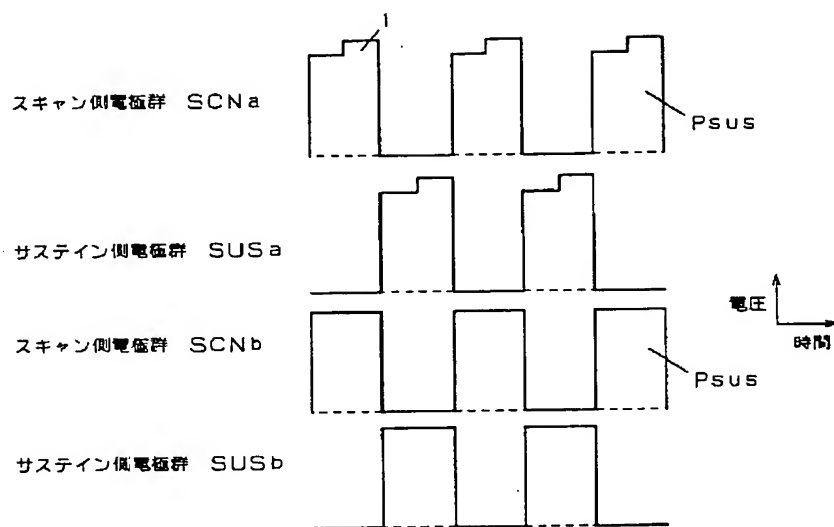 1
スキャン側電極群 SCNa
Psus
サステイン側電極群 SUSa
電圧
時間
スキャン側電極群 SCNb
Psus
サステイン側電極群 SUSb